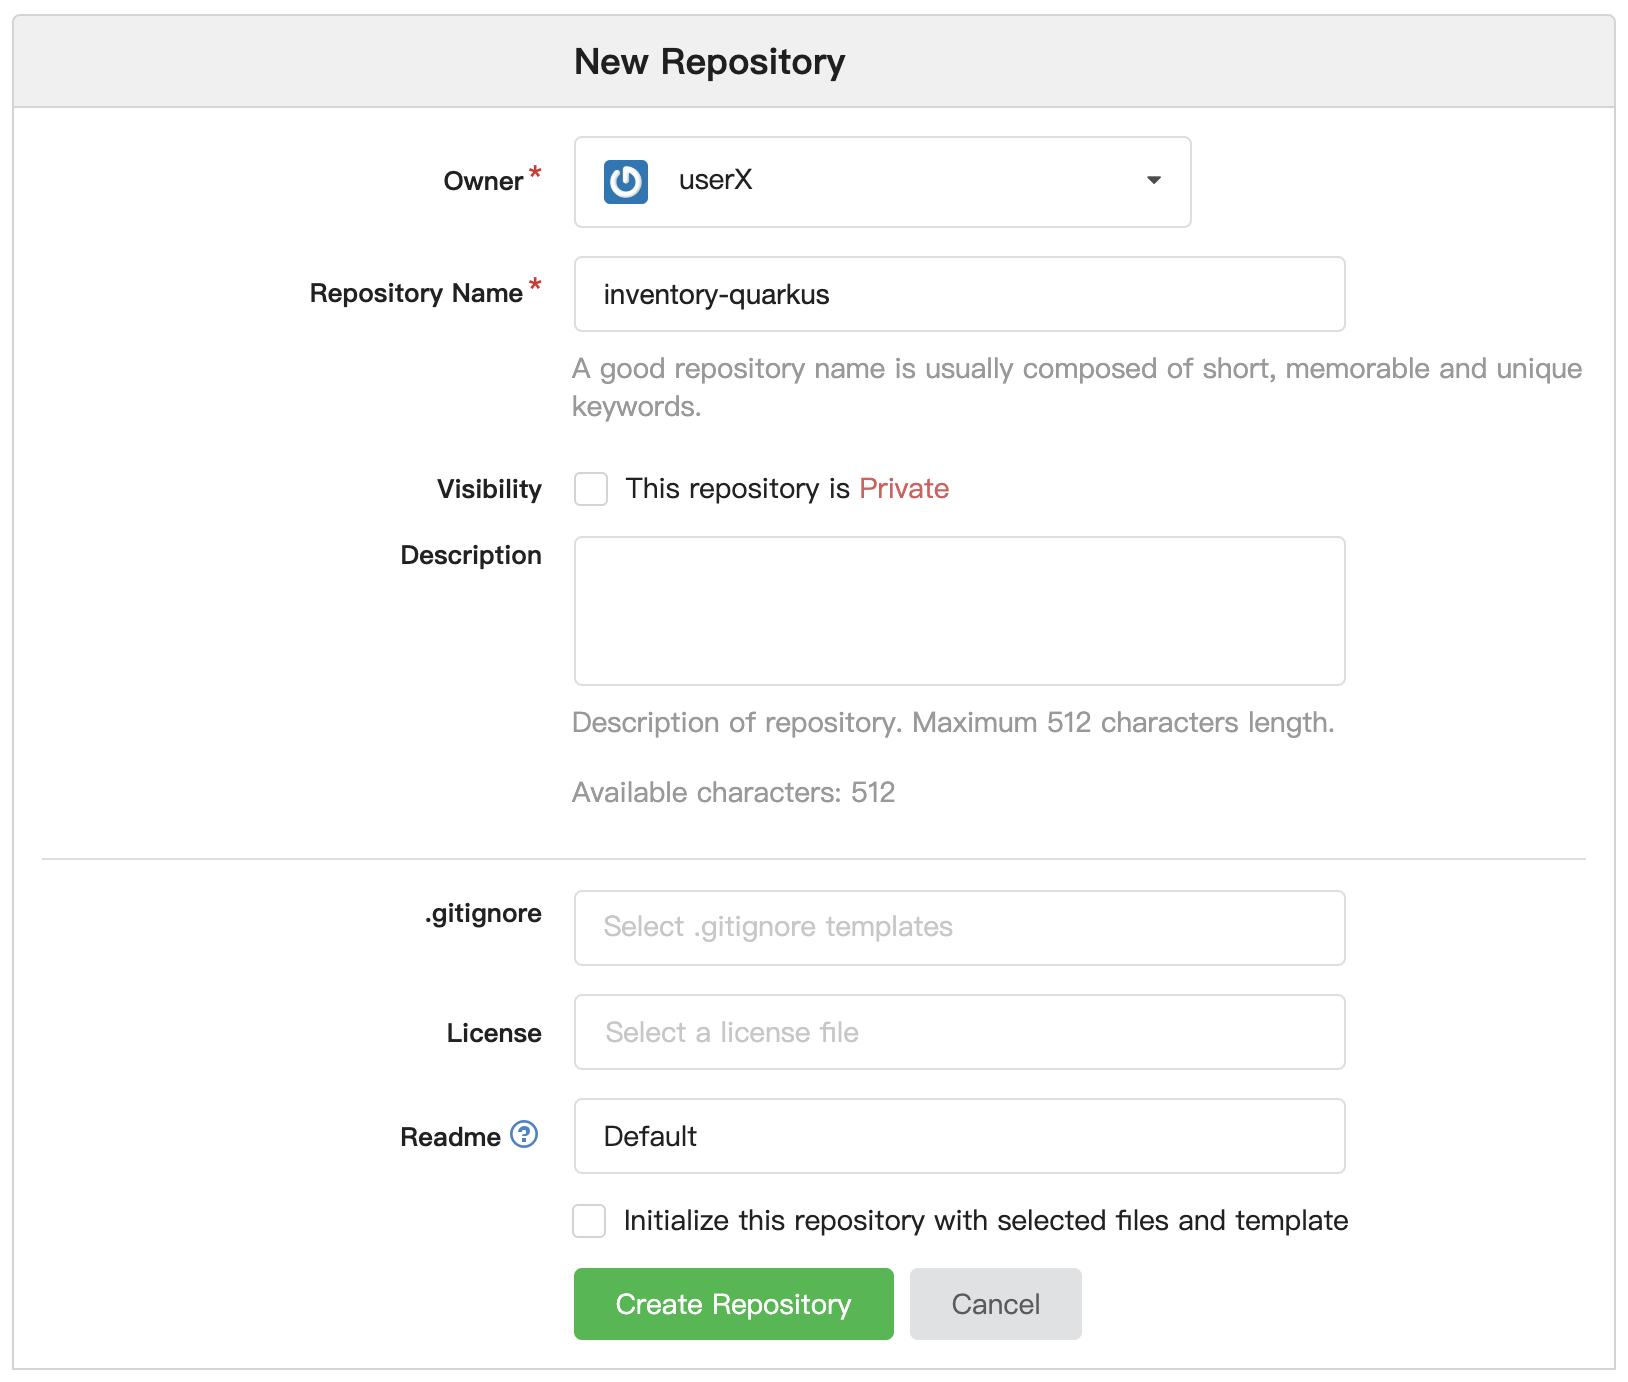 New Repository
Owner *
userX
Repository Name *
inventory-quarkus
A good repository name is usually composed of short, memorable and unique
keywords.
Visibility
This repository is Private
Description
Description of repository. Maximum 512 characters length.
Available characters: 512
.gitignore
Select .gitignore templates
License
Select a license file
Readme ?
Default
Initialize this repository with selected files and template
Create Repository
Cancel